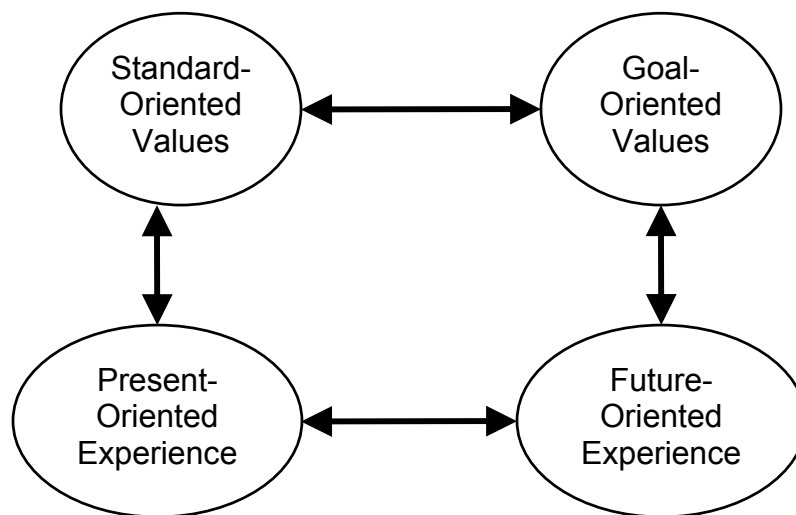 Standard-
Oriented
Values
Goal-
Oriented
Values
Present-
Oriented
Experience
Future-
Oriented
Experience